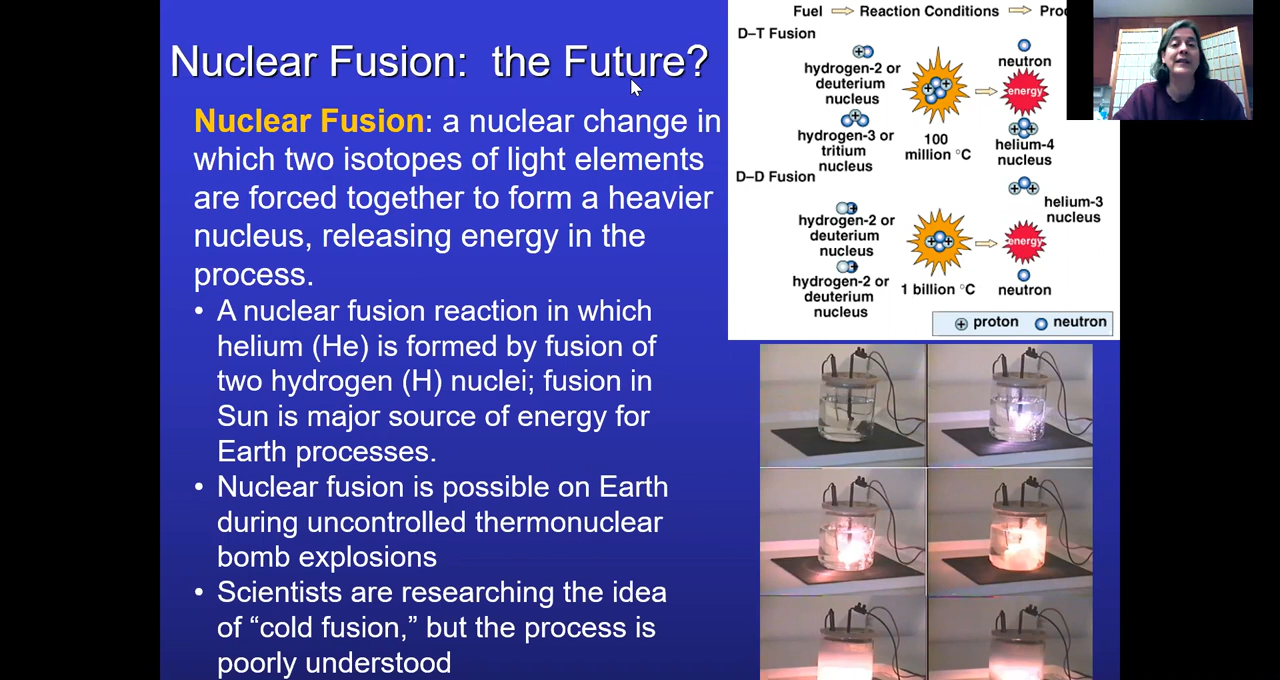 Nuclear Fusion: the Future?
Nuclear Fusion: a nuclear change in
which two isotopes of light elements
are forced together to form a heavier
nucleus, releasing energy in the
process.
• A nuclear fusion reaction in which
helium (He) is formed by fusion of
two hydrogen (H) nuclei; fusion in
Sun is major source of energy for
Earth processes.
• Nuclear fusion is possible on Earth
during uncontrolled thermonuclear
bomb explosions
• Scientists are researching the idea
of “cold fusion,” but the process is
poorly understood
Fuel Reaction Conditions
D–T Fusion
hydrogen-2 or
deuterium
nucleus
hydrogen-3 or
tritium
nucleus
100
million °C
neutron
energy
helium-4
nucleus
D–D Fusion
hydrogen-2 or
deuterium
nucleus
hydrogen-2 or
deuterium
nucleus
1 billion °C
helium-3
nucleus
energy
neutron
proton neutron